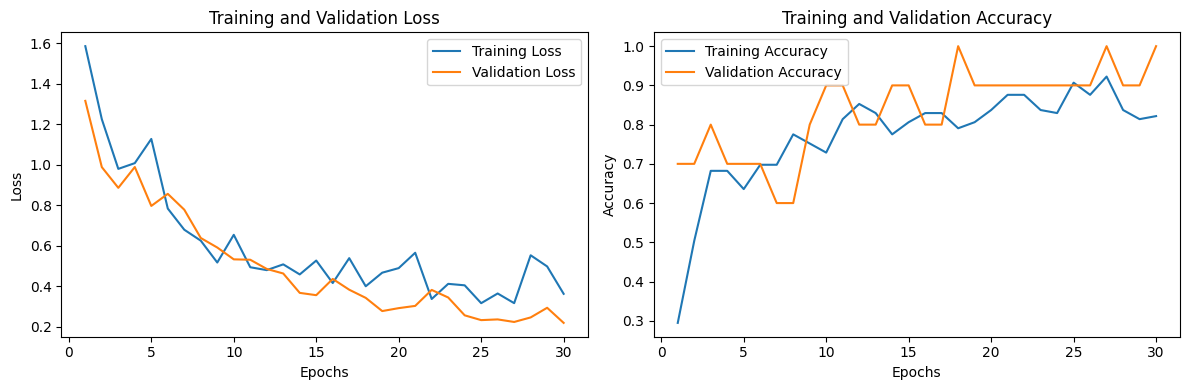 Training and Validation Loss
Training Loss
Validation Loss
1.6
1.4
1.2
1.0
0.8
0.6
0.4
0.2
Loss
0 5 10 15 20 25 30
Epochs
Training and Validation Accuracy
Training Accuracy
Validation Accuracy
1.0
0.9
0.8
0.7
0.6
0.5
0.4
0.3
Accuracy
0 5 10 15 20 25 30
Epochs